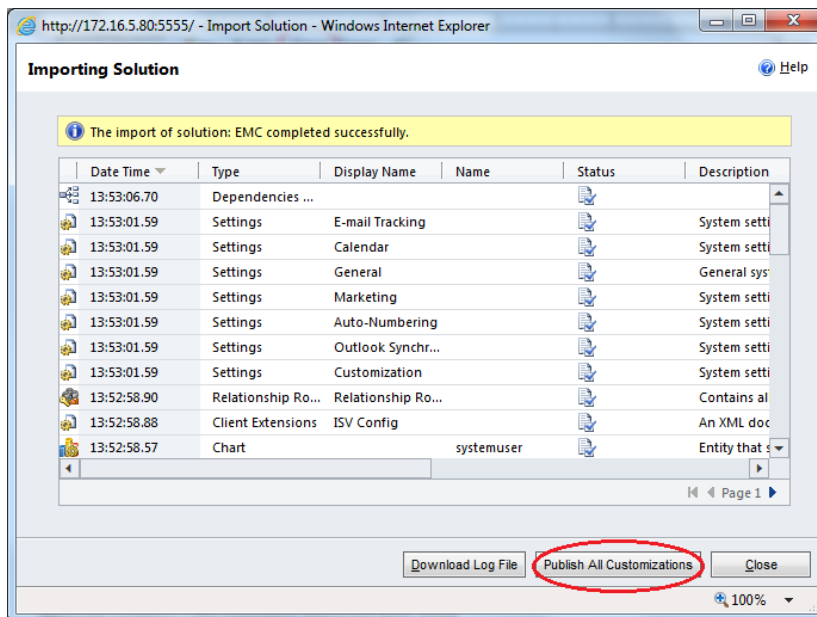 http://172.16.5.80:5555/ - Import Solution - Windows Internet Explorer
Importing Solution
Help
The import of solution: EMC completed successfully.
Date Time Type Display Name Name Status Description
13:53:06.70 Dependencies ...
13:53:01.59 Settings E-mail Tracking System setti
13:53:01.59 Settings Calendar System setti
13:53:01.59 Settings General General syst
13:53:01.59 Settings Marketing System setti
13:53:01.59 Settings Auto-Numbering System setti
13:53:01.59 Settings Outlook Synchr... System setti
13:53:01.59 Settings Customization System setti
13:52:58.90 Relationship Ro... Relationship Ro... Contains al
13:52:58.88 Client Extensions ISV Config An XML doc
13:52:58.57 Chart systemuser Entity that s
Page 1
Download Log File Publish All Customizations Close
100%